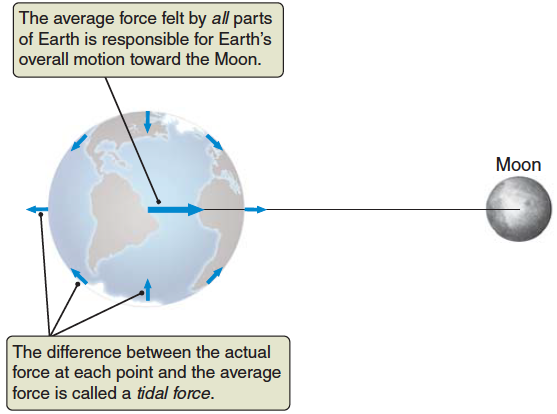 The average force felt by all parts
of Earth is responsible for Earth's
overall motion toward the Moon.
Moon
The difference between the actual
force at each point and the average
force is called a tidal force.